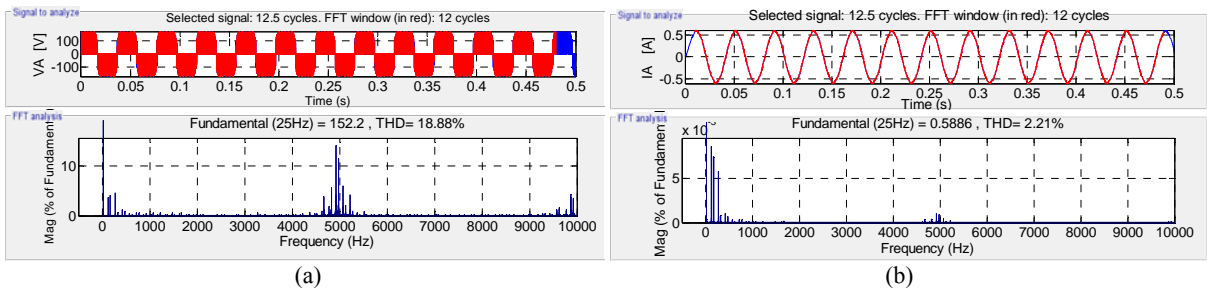 Signal to analyze
Selected signal: 12.5 cycles. FFT window (in red): 12 cycles
VA [V]
100
0
-100
0 0.05 0.1 0.15 0.2 0.25 0.3 0.35 0.4 0.45 0.5
Time (s)
FFT analysis
Fundamental (25Hz) = 152.2 , THD= 18.88%
Mag (% of Fundament
10
0
0 1000 2000 3000 4000 5000 6000 7000 8000 9000 10000
Frequency (Hz)
(a)
Signal to analyze
Selected signal: 12.5 cycles. FFT window (in red): 12 cycles
IA [A]
0.5
0
-0.5
0 0.05 0.1 0.15 0.2 0.25 0.3 0.35 0.4 0.45 0.5
Time (s)
FFT analysis
x 10
Fundamental (25Hz) = 0.5886 , THD= 2.21%
Mag (% of Fundament
5
0
0 1000 2000 3000 4000 5000 6000 7000 8000 9000 10000
Frequency (Hz)
(b)